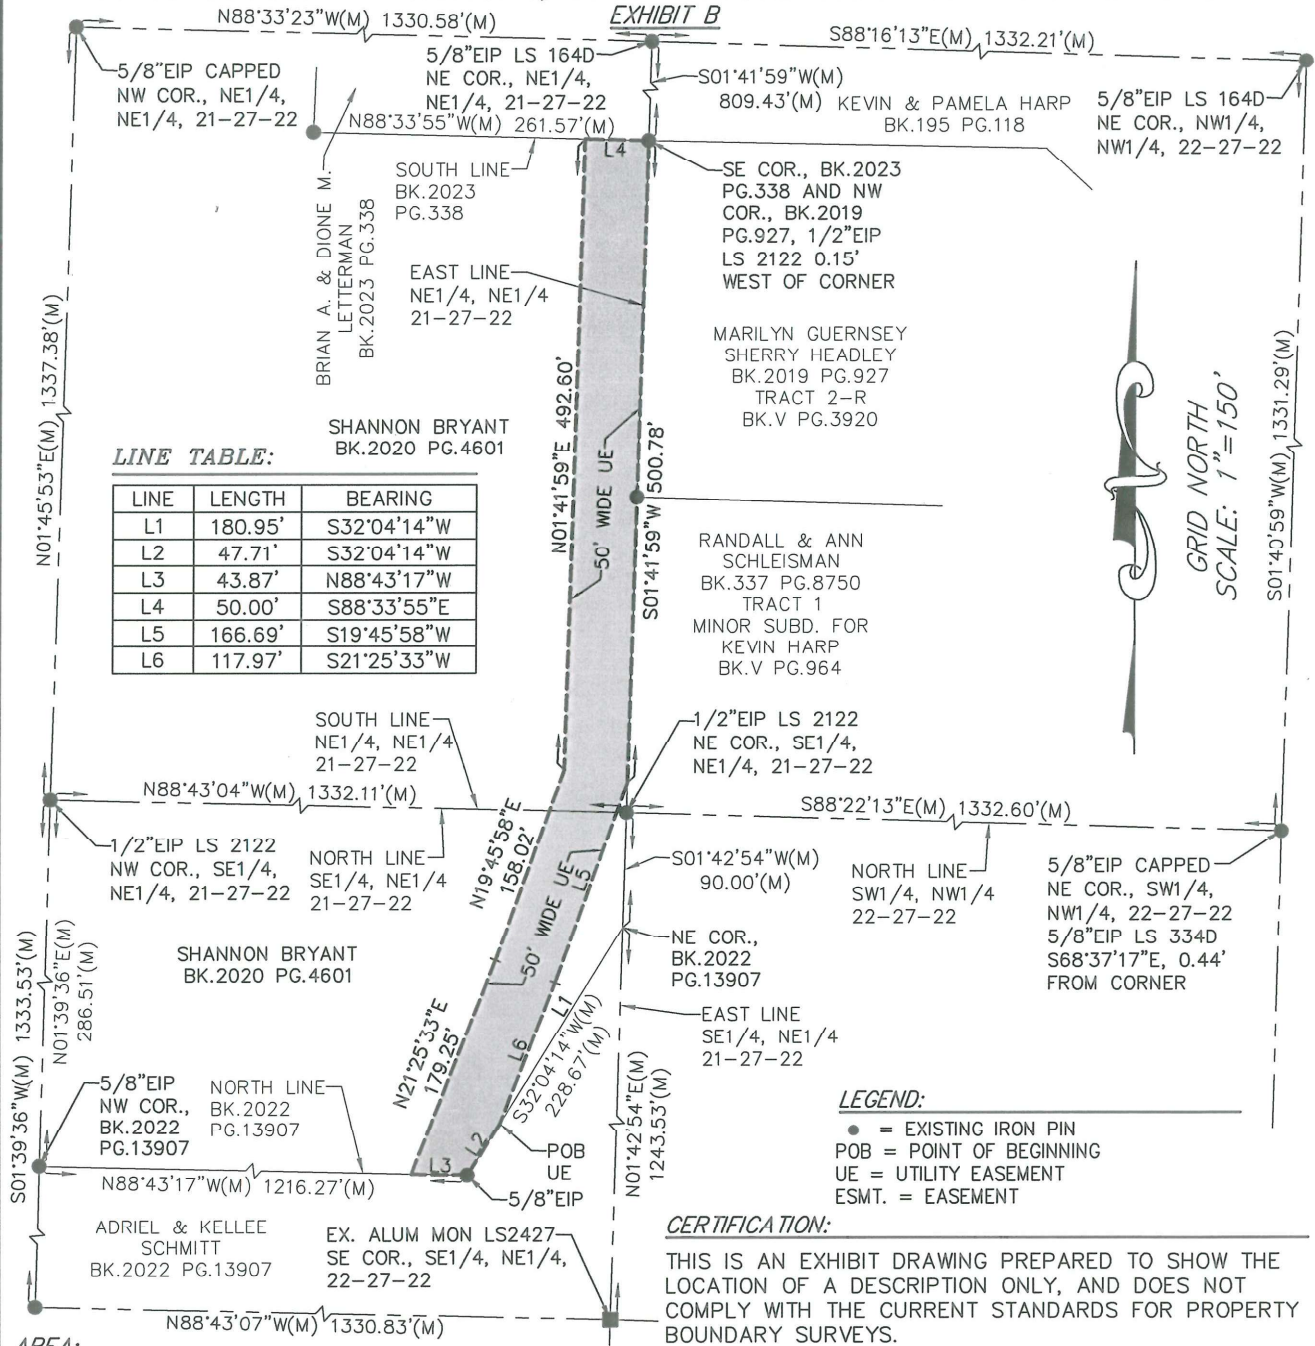 EXHIBIT B
N88°33'23"W(M) 1330.58'(M)
S88°16'13"E(M) 1332.21'(M)
5/8"EIP CAPPED
NW COR., NE1/4,
NE1/4, 21-27-22
5/8"EIP LS 164D
NE COR., NE1/4,
NE1/4, 21-27-22
S01°41'59"W(M)
809.43'(M)
KEVIN & PAMELA HARP
BK.195 PG.118
5/8"EIP LS 164D
NE COR., NW1/4,
NW1/4, 22-27-22
N88°33'55"W(M) 261.57'(M)
L4
SOUTH LINE
BK.2023
PG.338
BRIAN A. & DIONE M.
LETTERMAN
BK.2023 PG.338
SE COR., BK.2023
PG.338 AND NW
COR., BK.2019
PG.927, 1/2"EIP
LS 2122 0.15'
WEST OF CORNER
EAST LINE
NE1/4, NE1/4
21-27-22
MARILYN GUERNSEY
SHERRY HEADLEY
BK.2019 PG.927
TRACT 2-R
BK.V PG.3920
N01°45'53"E(M) 1337.38'(M)
N01°41'59"E 492.60'
50' WIDE UE
S01°41'59"W 500.78'
GRID NORTH
SCALE: 1"=150'
S01°40'59"W(M) 1331.29'(M)
SHANNON BRYANT
BK.2020 PG.4601
LINE TABLE:
LINE LENGTH BEARING
L1 180.95' S32°04'14"W
L2 47.71' S32°04'14"W
L3 43.87' N88°43'17"W
L4 50.00' S88°33'55"E
L5 166.69' S19°45'58"W
L6 117.97' S21°25'33"W
RANDALL & ANN
SCHLEISMAN
BK.337 PG.8750
TRACT 1
MINOR SUBD. FOR
KEVIN HARP
BK.V PG.964
SOUTH LINE
NE1/4, NE1/4
21-27-22
1/2"EIP LS 2122
NE COR., SE1/4,
NE1/4, 21-27-22
N88°43'04"W(M) 1332.11'(M)
S88°22'13"E(M) 1332.60'(M)
1/2"EIP LS 2122
NW COR., SE1/4,
NE1/4, 21-27-22
NORTH LINE
SE1/4, NE1/4
21-27-22
N19°45'58"E
158.02'
50' WIDE UE
L5
S01°42'54"W(M)
90.00'(M)
NORTH LINE
SW1/4, NW1/4
22-27-22
5/8"EIP CAPPED
NE COR., SW1/4,
NW1/4, 22-27-22
5/8"EIP LS 334D
S68°37'17"E, 0.44'
FROM CORNER
SHANNON BRYANT
BK.2020 PG.4601
NE COR.,
BK.2022
PG.13907
S01°39'36"W(M) 1333.53'(M)
N01°39'36"E(M)
286.51'(M)
EAST LINE
SE1/4, NE1/4
21-27-22
L1
L6
S32°04'14"W(M)
228.67'(M)
N21°25'33"E
179.25'
N01°42'54"E(M)
1243.53'(M)
5/8"EIP
NW COR.,
BK.2022
PG.13907
NORTH LINE
BK.2022
PG.13907
L2
L3
POB
UE
5/8"EIP
N88°43'17"W(M) 1216.27'(M)
LEGEND:
● = EXISTING IRON PIN
POB = POINT OF BEGINNING
UE = UTILITY EASEMENT
ESMT. = EASEMENT
ADRIEL & KELLEE
SCHMITT
BK.2022 PG.13907
EX. ALUM MON LS2427
SE COR., SE1/4, NE1/4,
22-27-22
CERTIFICATION:
THIS IS AN EXHIBIT DRAWING PREPARED TO SHOW THE
LOCATION OF A DESCRIPTION ONLY, AND DOES NOT
COMPLY WITH THE CURRENT STANDARDS FOR PROPERTY
BOUNDARY SURVEYS.
N88°43'07"W(M) 1330.83'(M)
AREA: